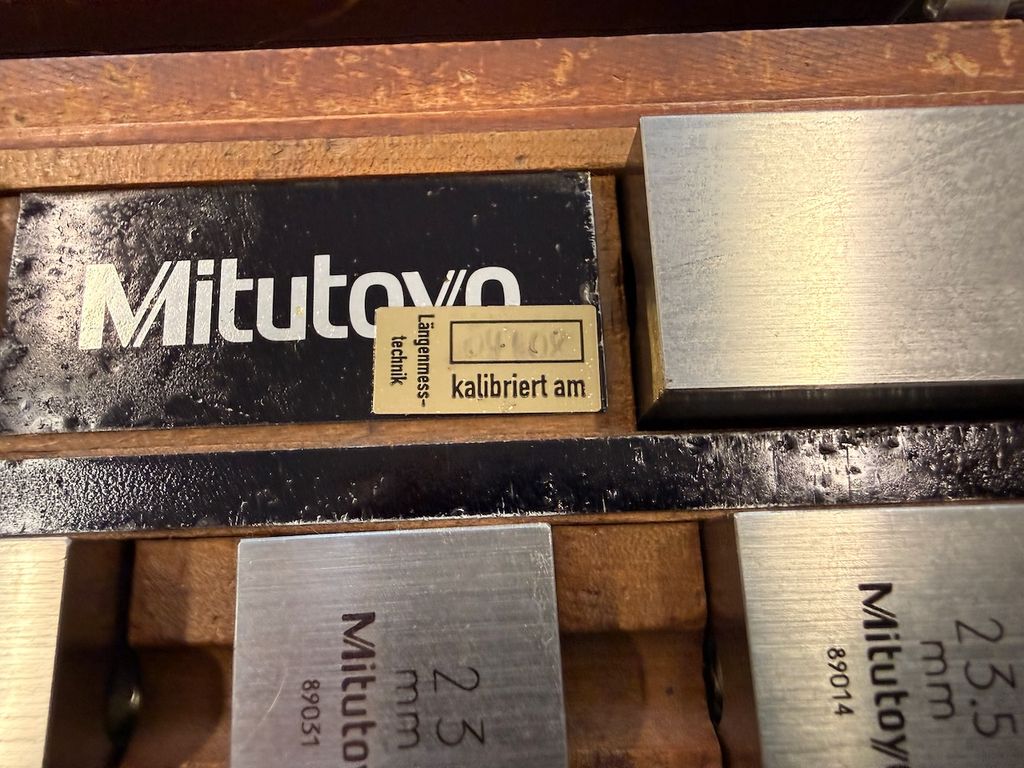 Mitutoyo
Längenmess-
technik
kalibriert am
23
mm
Mitutoyo
89031
23.5
mm
Mitutoyo
89014